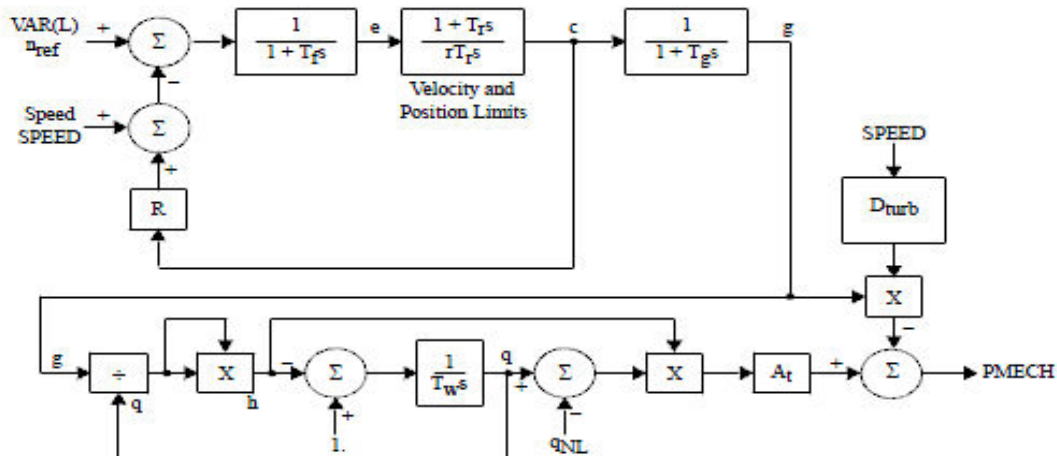 VAR(L)
nref
+
Σ
−
1
1 + Tfs
e
1 + Trs
rTrs
Velocity and
Position Limits
c
1
1 + Tgs
g
Speed
SPEED
+
Σ
+
R
SPEED
Dturb
X
−
g
÷
q
X
h
−
Σ
+
1.
1
Tws
q
+
Σ
−
qNL
X
At
+
Σ
PMECH